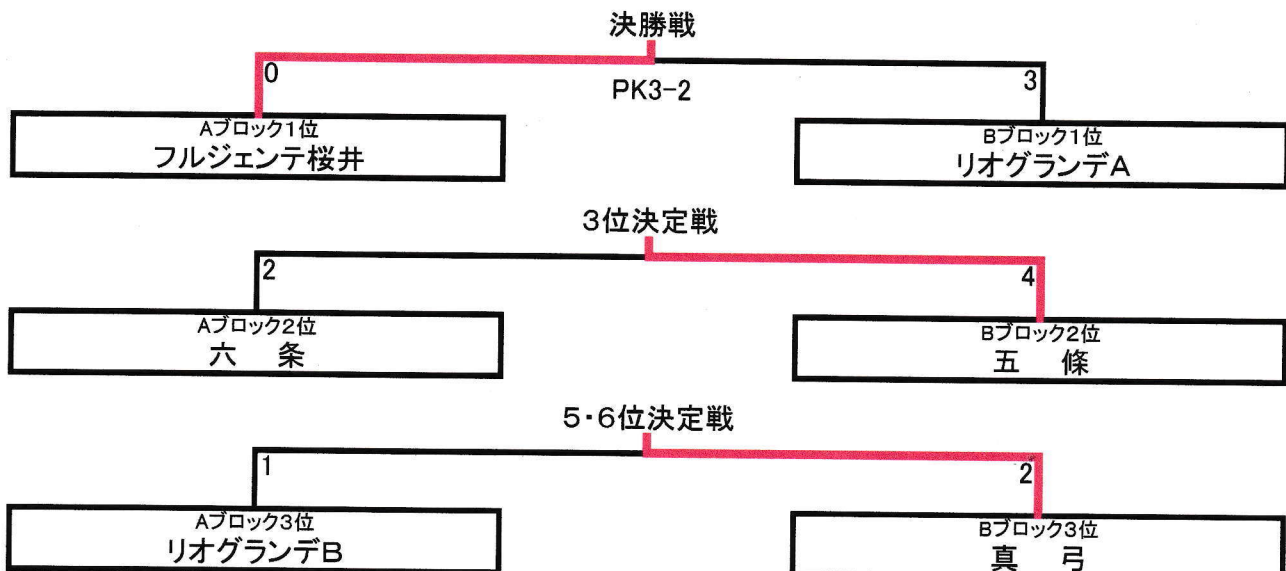 決勝戦
0 3
PK3-2
Aブロック1位 Bブロック1位
フルジェンテ桜井 リオグランデA
3位決定戦
2 4
Aブロック2位 Bブロック2位
六 条 五 條
5・6位決定戦
1 2
Aブロック3位 Bブロック3位
リオグランデB 真 弓